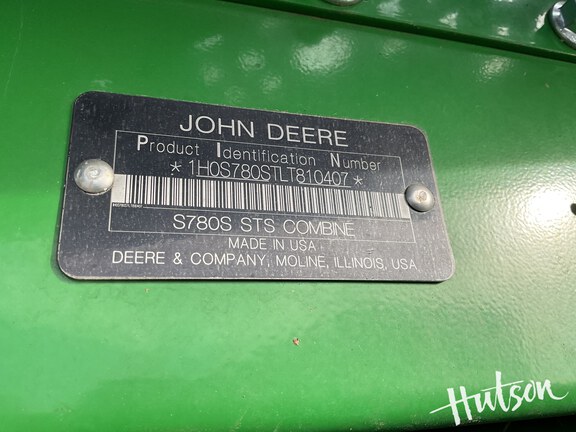 JOHN DEERE
Product Identification Number
*1H0S780STLT810407*
S780S STS COMBINE
MADE IN USA
DEERE & COMPANY, MOLINE, ILLINOIS, USA
Hutson